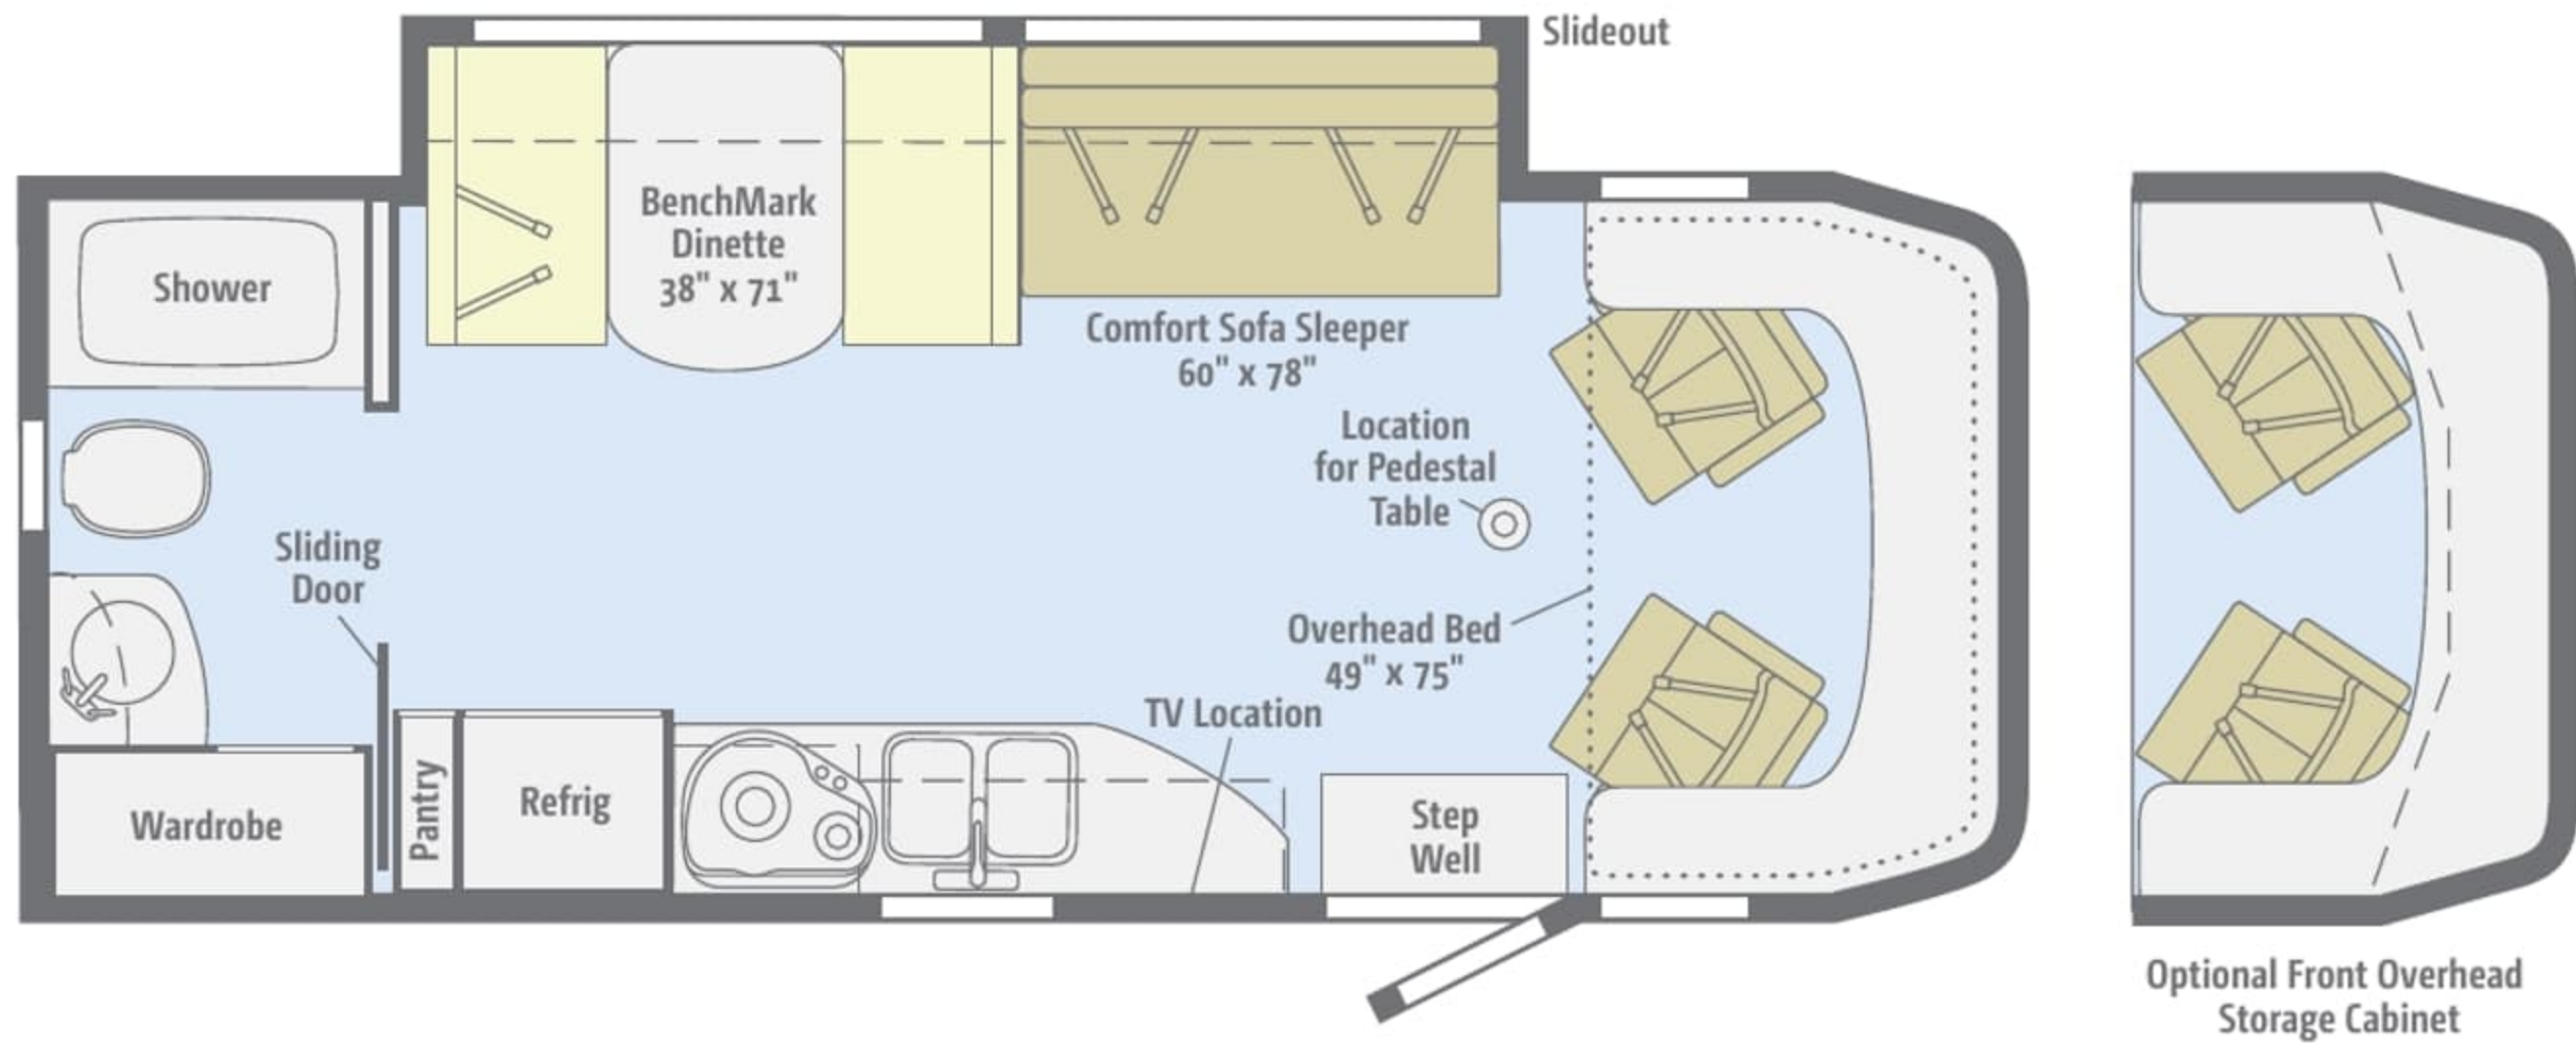 Slideout
BenchMark
Dinette
38" x 71"
Shower
Comfort Sofa Sleeper
60" x 78"
Location
for Pedestal
Table
Sliding
Door
Overhead Bed
49" x 75"
TV Location
Pantry
Refrig
Wardrobe
Step
Well
Optional Front Overhead
Storage Cabinet